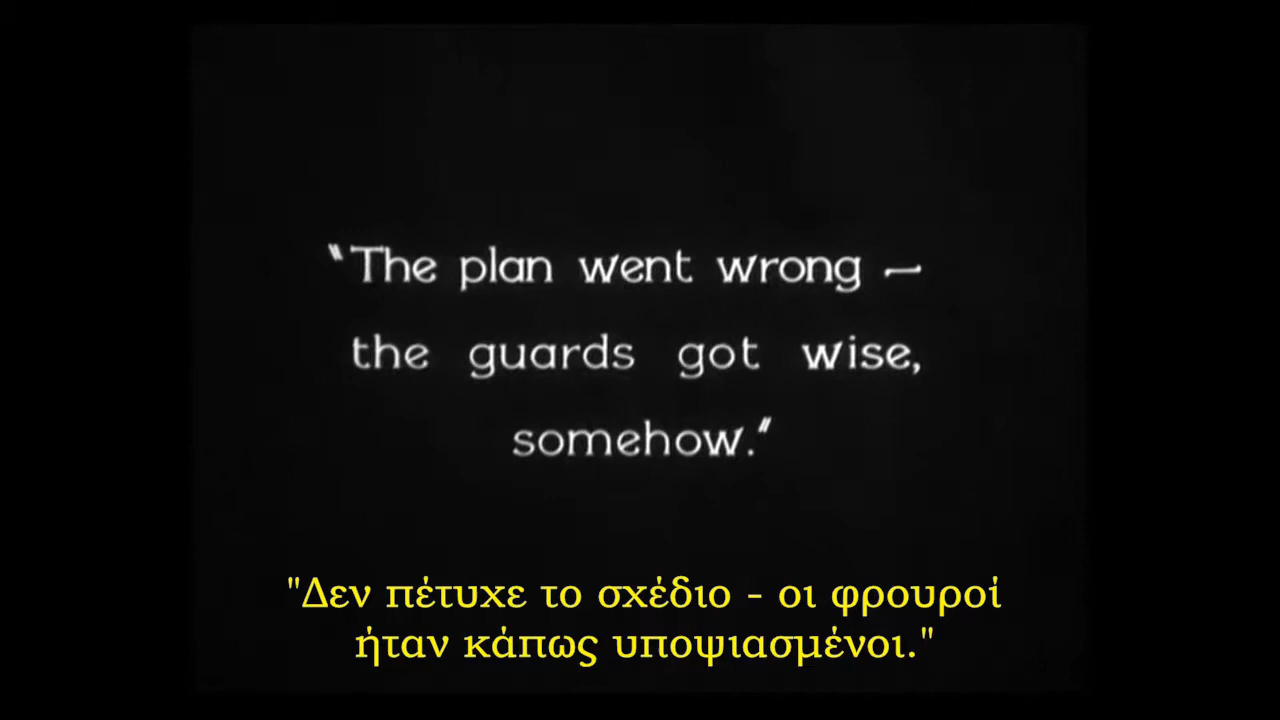 "The plan went wrong —
the guards got wise,
somehow."
"Δεν πέτυχε το σχέδιο - οι φρουροί
ήταν κάπως υποψιασμένοι."